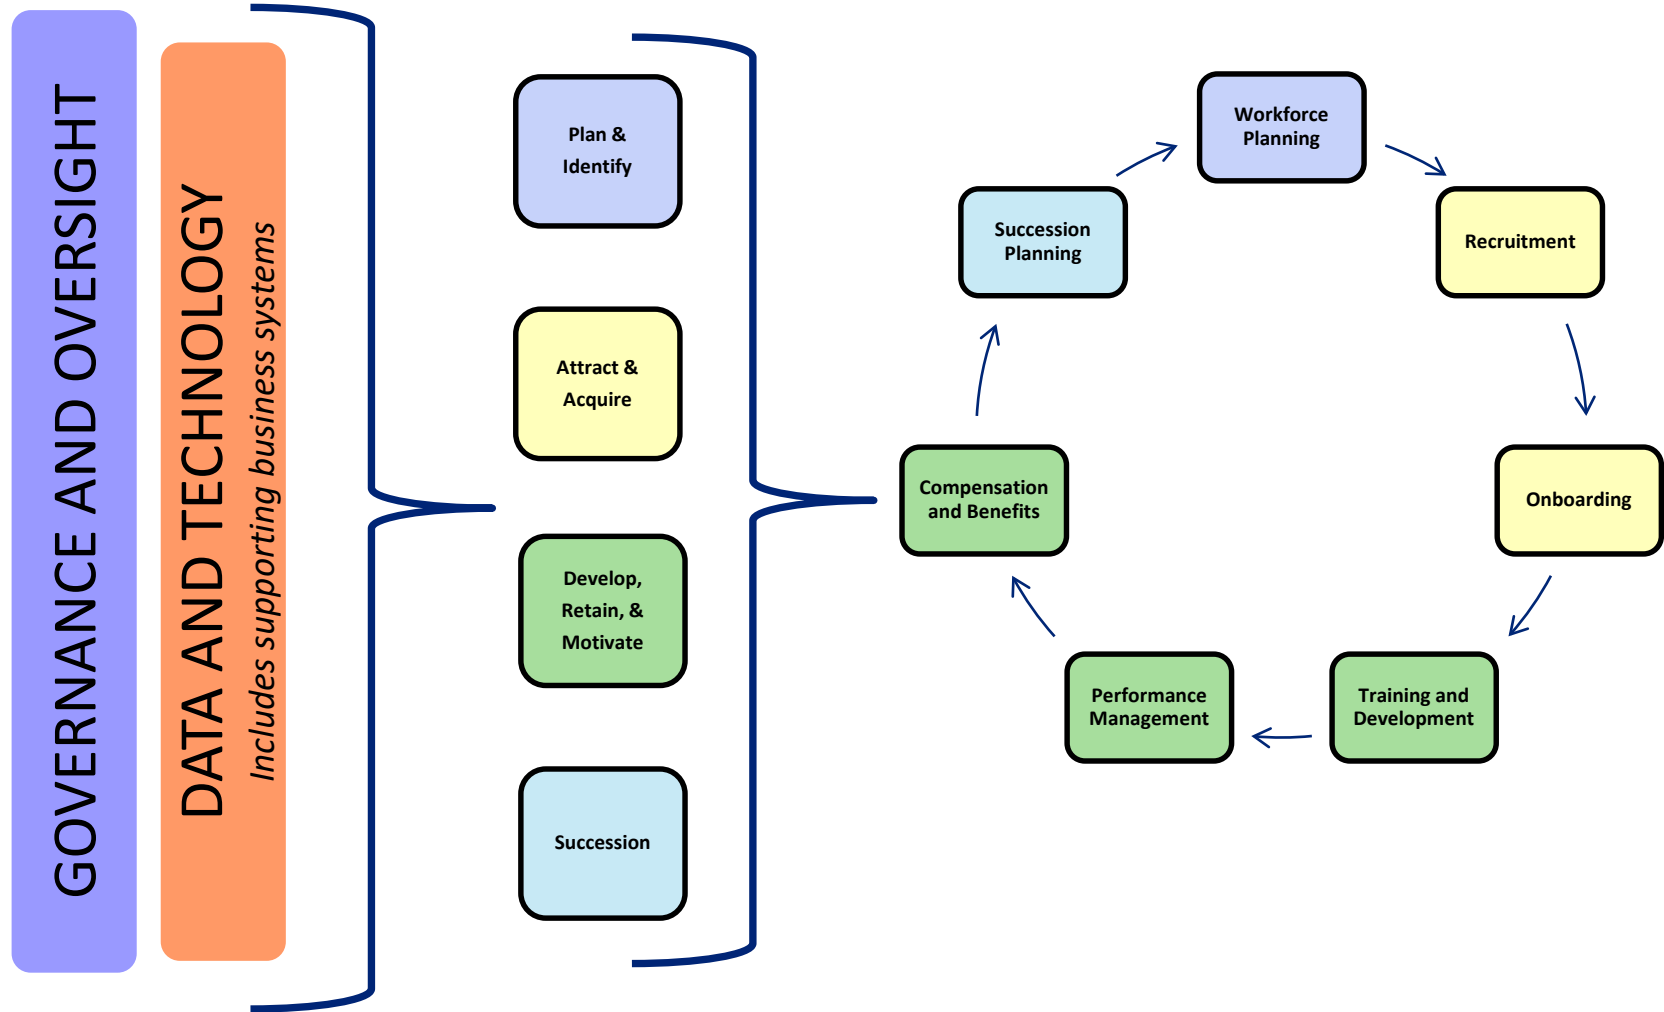 GOVERNANCE AND OVERSIGHT
DATA AND TECHNOLOGY
Includes supporting business systems
Plan &
Identify
Attract &
Acquire
Develop,
Retain, &
Motivate
Succession
Workforce
Planning
Recruitment
Onboarding
Training and
Development
Performance
Management
Compensation
and Benefits
Succession
Planning